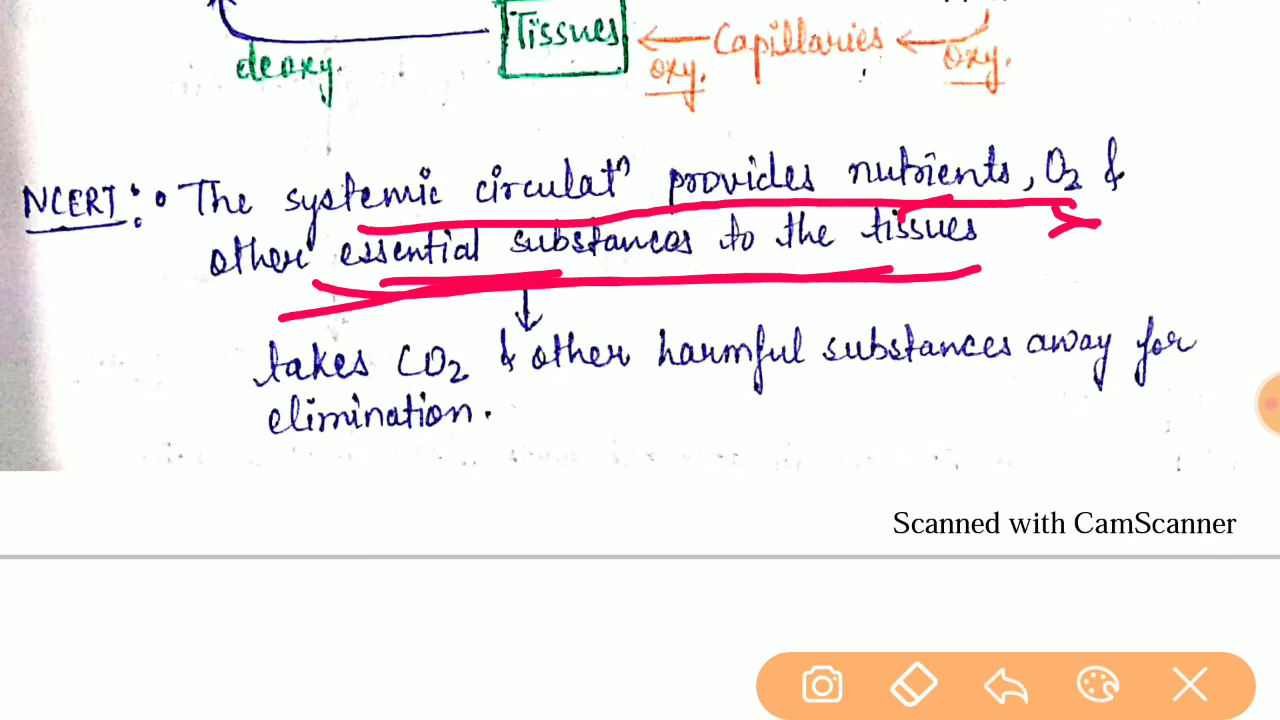 Tissues
Capillaries
oxy.
oxy.
deoxy.
NCERT:• The systemic circulatⁿ provides nutrients, O₂ &
other essential substances to the tissues
takes CO₂ & other harmful substances away for
elimination.
Scanned with CamScanner